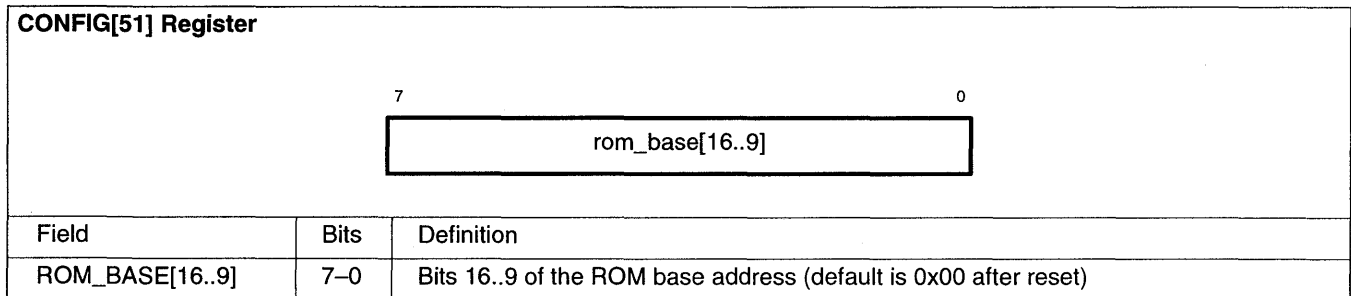 CONFIG[51] Register
7 0
rom_base[16..9]
Field Bits Definition
ROM_BASE[16..9] 7–0 Bits 16..9 of the ROM base address (default is 0x00 after reset)